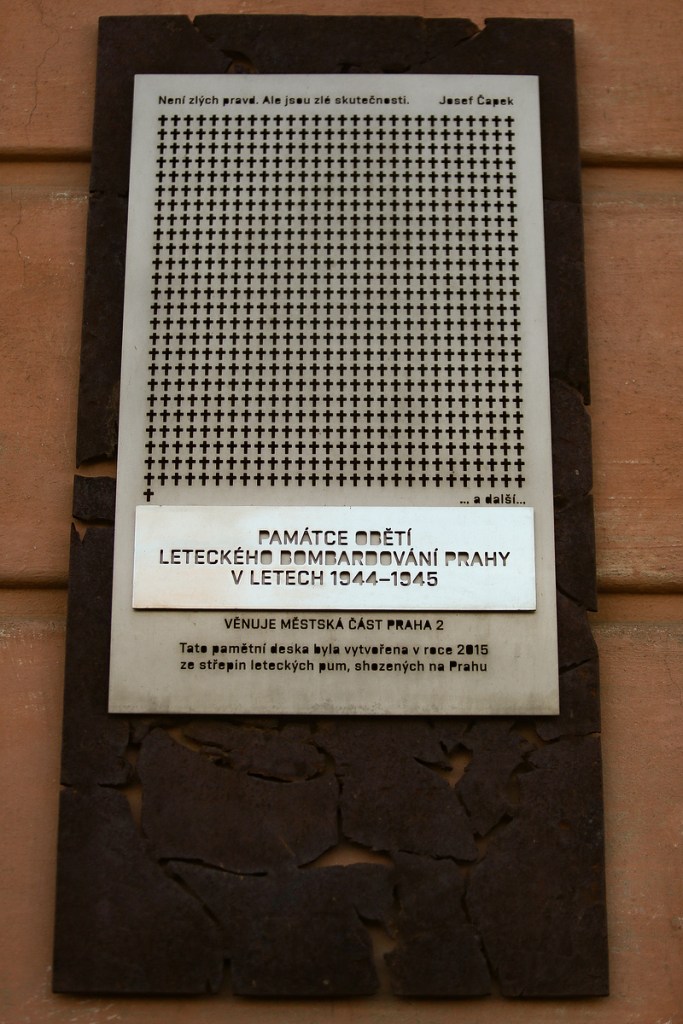 Není zlých pravd. Ale jsou zlé skutečnosti. Josef Čapek
... a další...
PAMÁTCE OBĚTÍ
LETECKÉHO BOMBARDOVÁNÍ PRAHY
V LETECH 1944–1945
VĚNUJE MĚSTSKÁ ČÁST PRAHA 2
Tato pamětní deska byla vytvořena v roce 2015
ze střepin leteckých pum, shozených na Prahu